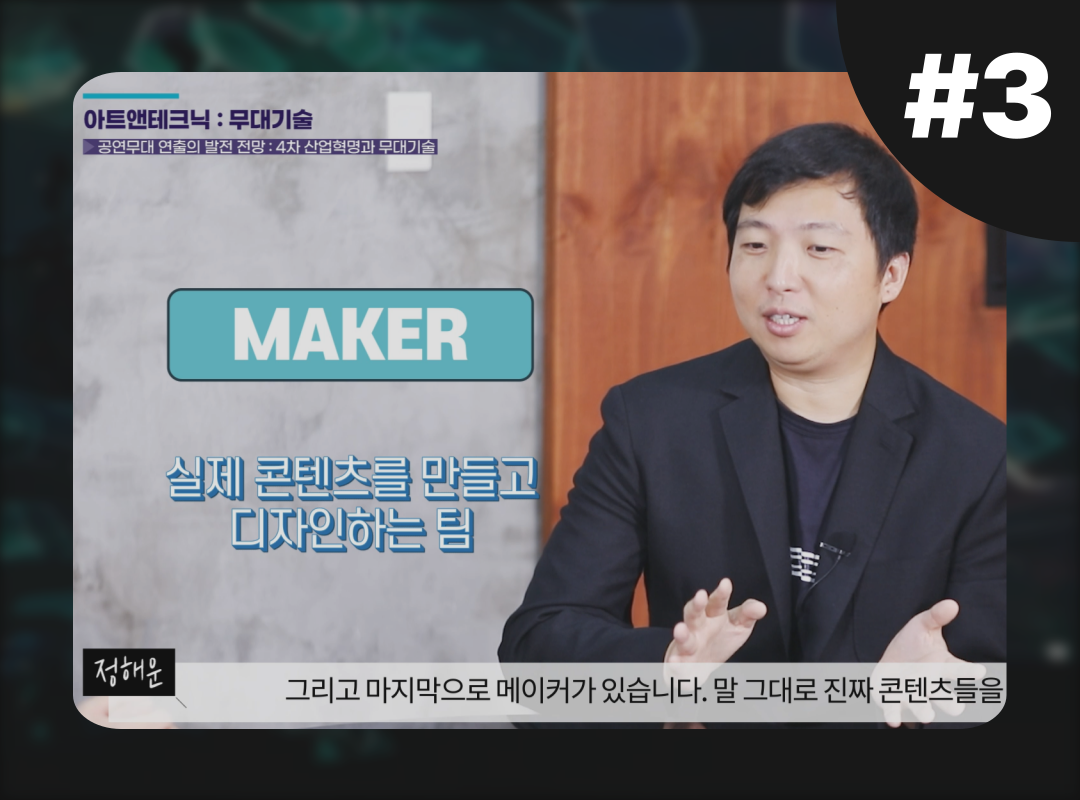 #3
아트앤테크닉 : 무대기술
공연무대 연출의 발전 전망 : 4차 산업혁명과 무대기술
MAKER
실제 콘텐츠를 만들고
디자인하는 팀
정해운
그리고 마지막으로 메이커가 있습니다. 말 그대로 진짜 콘텐츠들을